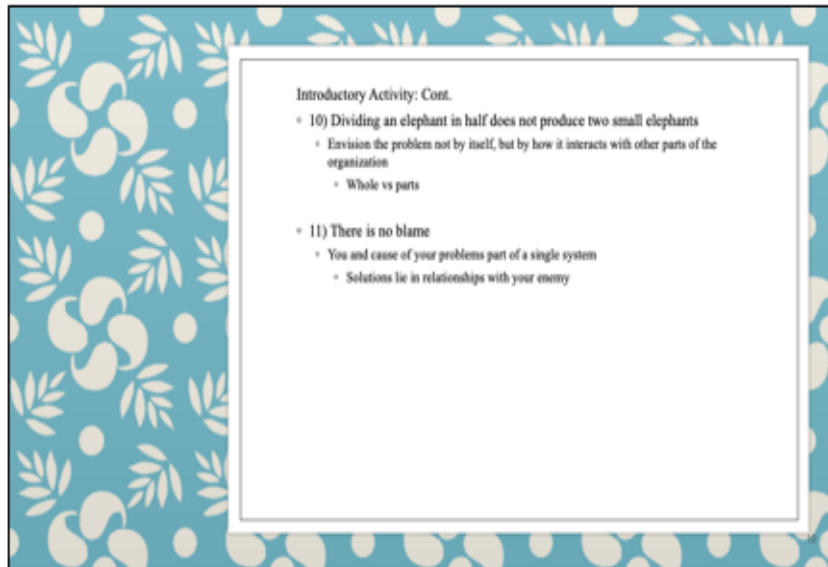 Introductory Activity: Cont.
10) Dividing an elephant in half does not produce two small elephants
Envision the problem not by itself, but by how it interacts with other parts of the
organization
Whole vs parts
11) There is no blame
You and cause of your problems part of a single system
Solutions lie in relationships with your enemy